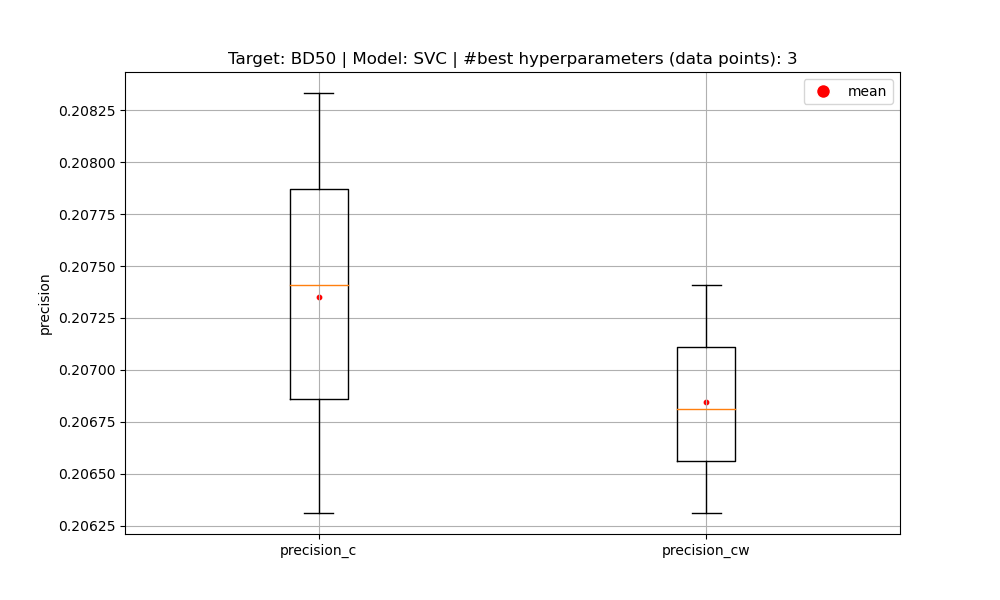 Target: BD50 | Model: SVC | #best hyperparameters (data points): 3
mean
precision
0.20825
0.20800
0.20775
0.20750
0.20725
0.20700
0.20675
0.20650
0.20625
precision_c
precision_cw